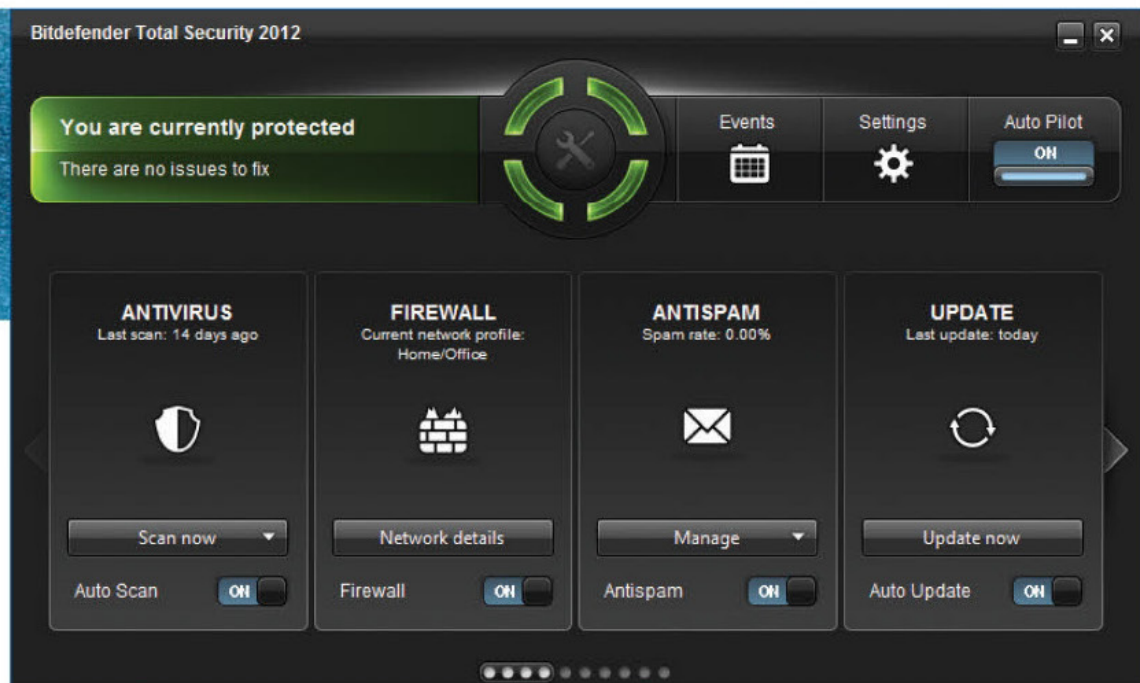 Bitdefender Total Security 2012
You are currently protected
There are no issues to fix
Events
Settings
Auto Pilot
ON
ANTIVIRUS
Last scan: 14 days ago
Scan now
Auto Scan
ON
FIREWALL
Current network profile:
Home/Office
Network details
Firewall
ON
ANTISPAM
Spam rate: 0.00%
Manage
Antispam
ON
UPDATE
Last update: today
Update now
Auto Update
ON